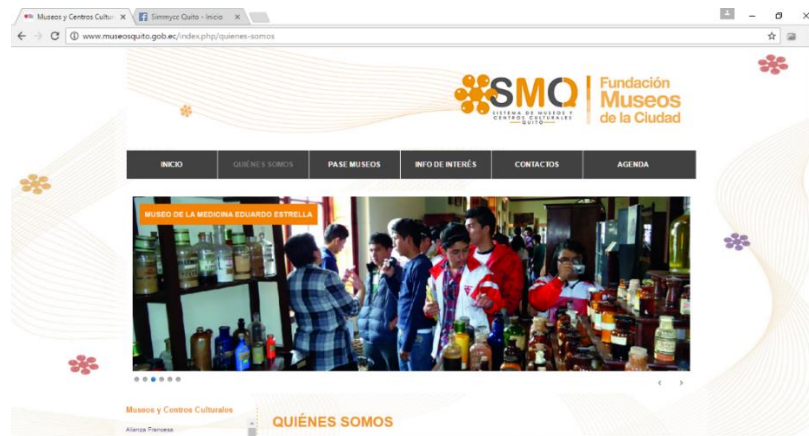 Museos y Centros Cultur
Simmycc Quito - Inicio
www.museosquito.gob.ec/index.php/quienes-somos
SMQ
SISTEMA DE MUSEOS Y
CENTROS CULTURALES
QUITO
Fundación
Museos
de la Ciudad
INICIO
QUIÉNES SOMOS
PASE MUSEOS
INFO DE INTERÉS
CONTACTOS
AGENDA
MUSEO DE LA MEDICINA EDUARDO ESTRELLA
Museos y Centros Culturales
Alianza Francesa
QUIÉNES SOMOS